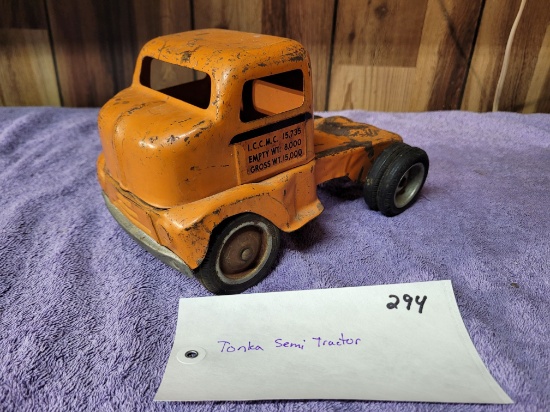 I.C.C.M.C. 15,735
EMPTY WT. 8,000
GROSS WT. 15,000
294
Tonka Semi Tractor